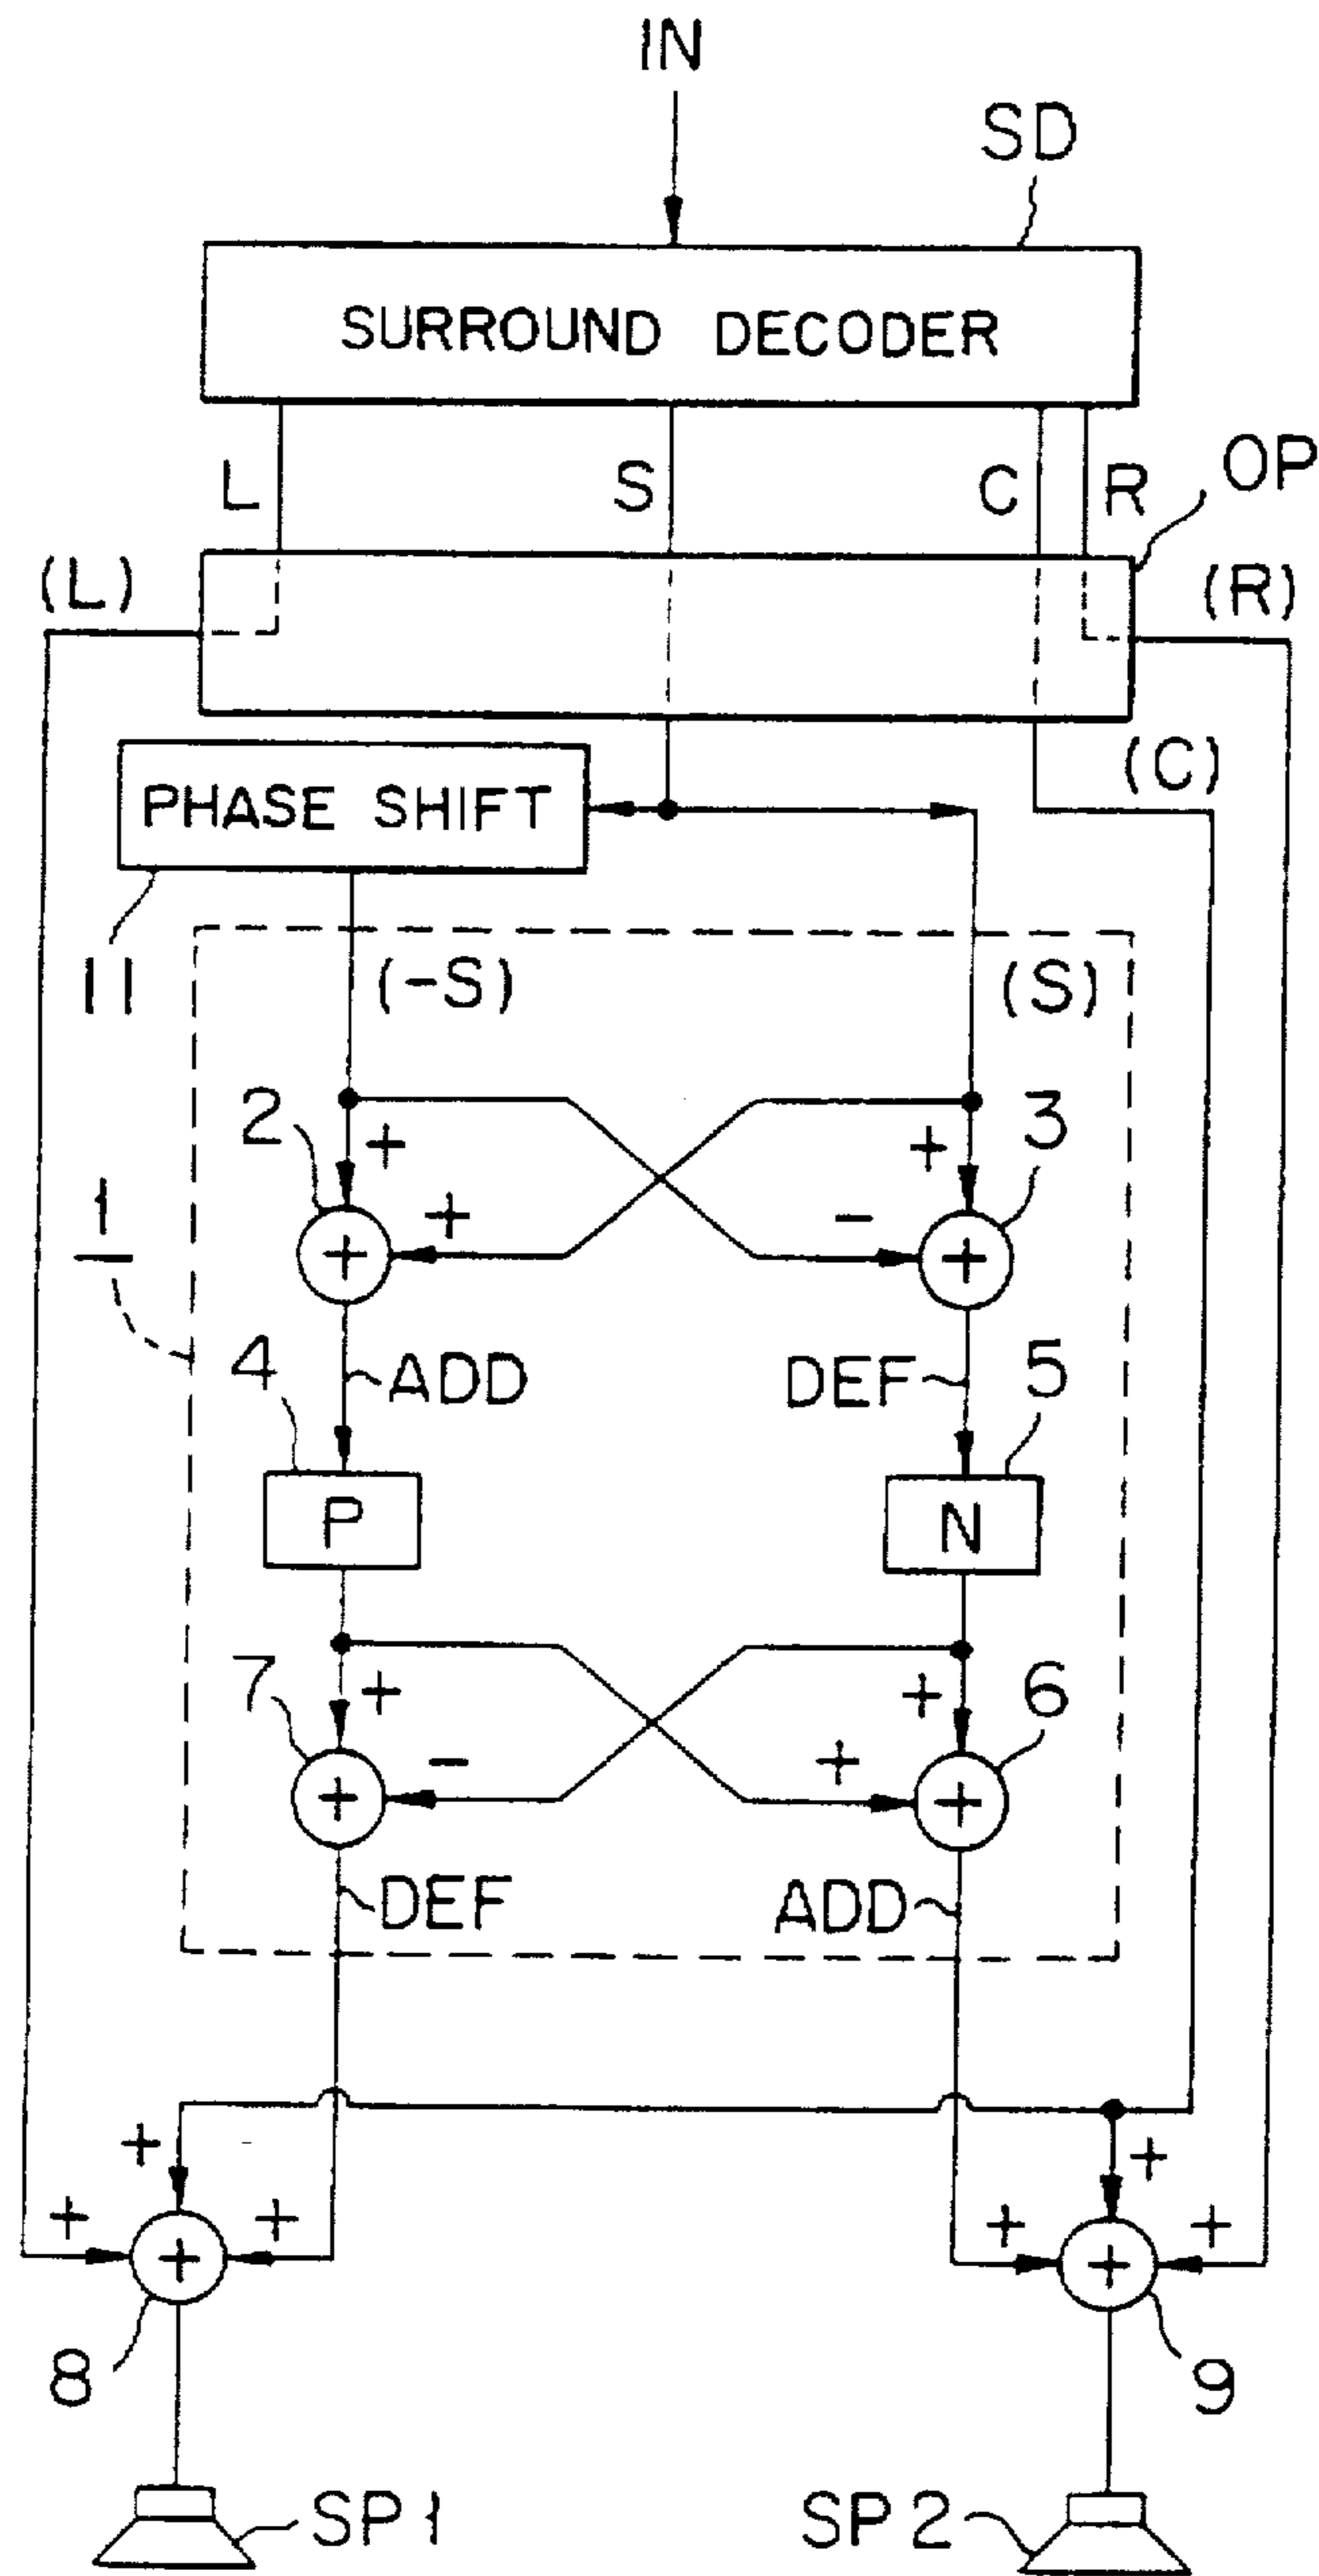 IN
SD
SURROUND DECODER
L
S
C
R
OP
(L)
(R)
(C)
PHASE SHIFT
11
(-S)
(S)
2
+
+
3
1
+
-
+
+
4
ADD
DEF
5
P
N
7
+
+
6
-
+
+
+
DEF
ADD
+
+
+
+
+
+
+
+
8
9
SP1
SP2